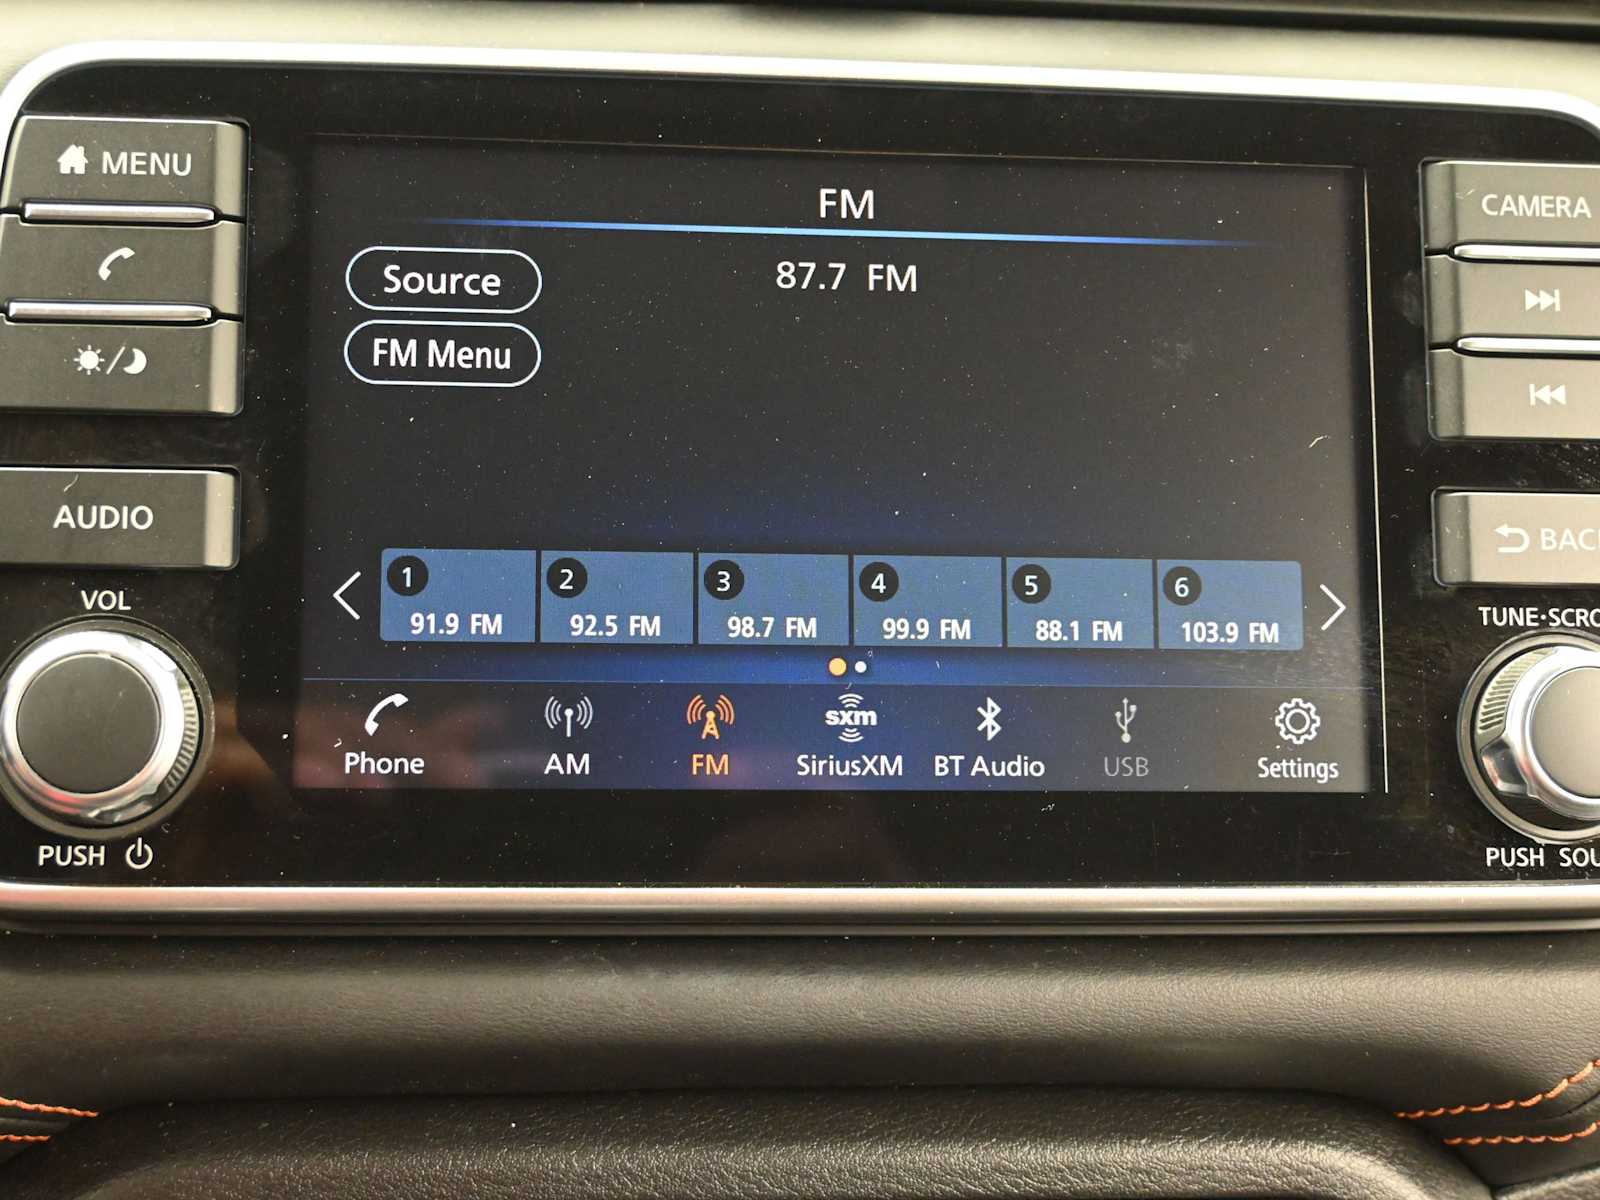 MENU
CAMERA
FM
Source
87.7 FM
FM Menu
AUDIO
BACK
1
2
3
4
5
6
91.9 FM
92.5 FM
98.7 FM
99.9 FM
88.1 FM
103.9 FM
VOL
TUNE·SCRO
sxm
Phone
AM
FM
SiriusXM
BT Audio
USB
Settings
PUSH
PUSH SOU